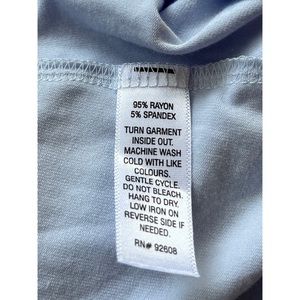 95% RAYON
5% SPANDEX
TURN GARMENT
INSIDE OUT.
MACHINE WASH
COLD WITH LIKE
COLOURS.
GENTLE CYCLE.
DO NOT BLEACH.
HANG TO DRY.
LOW IRON ON
REVERSE SIDE IF
NEEDED.
RN# 92608